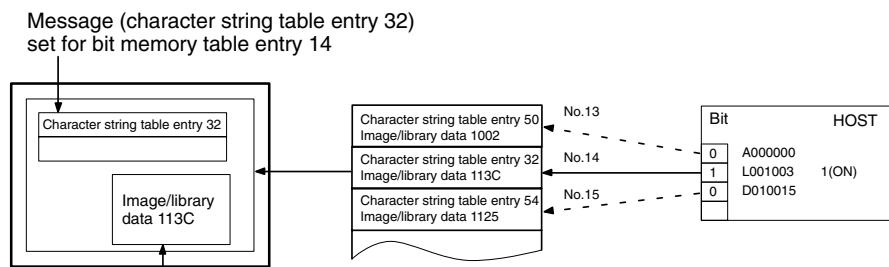 Message (character string table entry 32)
set for bit memory table entry 14
Character string table entry 32
Image/library
data 113C
Character string table entry 50
Image/library data 1002
Character string table entry 32
Image/library data 113C
Character string table entry 54
Image/library data 1125
No.13
No.14
No.15
Bit HOST
0 A000000
1 L001003 1(ON)
0 D010015